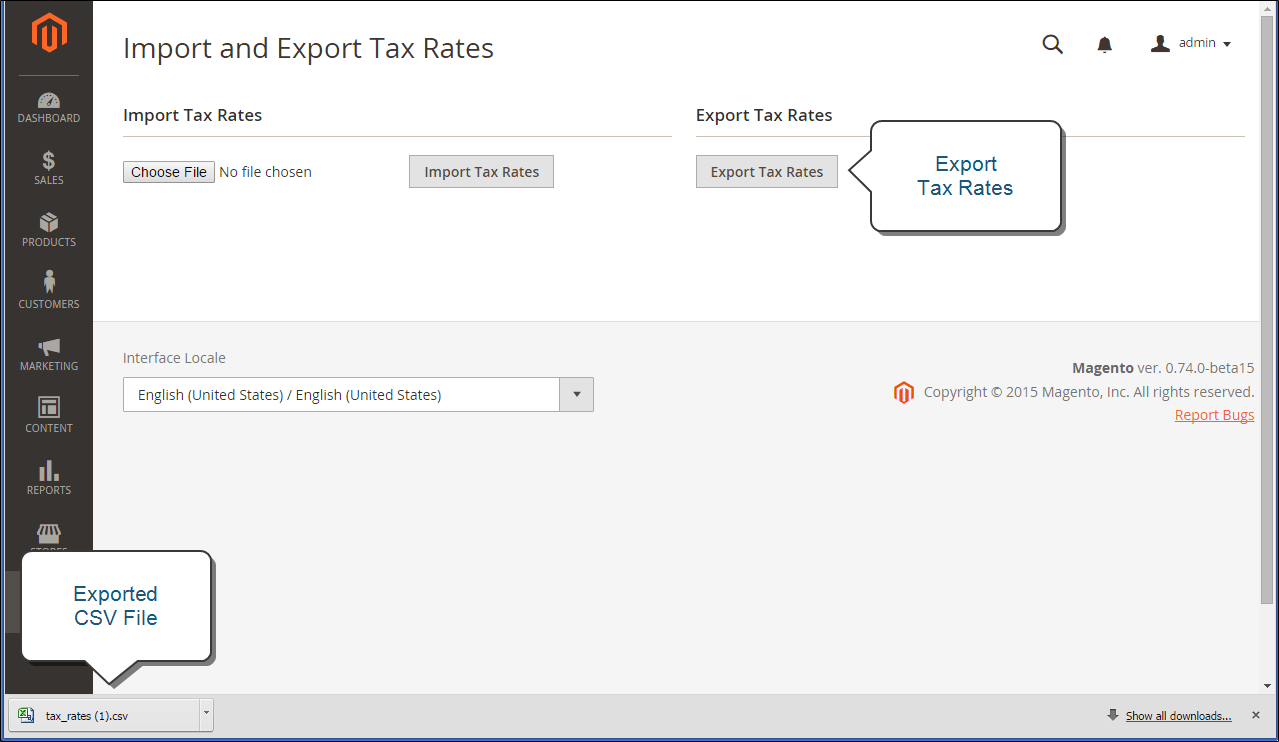 Import and Export Tax Rates
admin
DASHBOARD
SALES
PRODUCTS
CUSTOMERS
MARKETING
CONTENT
REPORTS
STORES
Import Tax Rates
Choose File No file chosen
Import Tax Rates
Export Tax Rates
Export Tax Rates
Export
Tax Rates
Interface Locale
English (United States) / English (United States)
Magento ver. 0.74.0-beta15
Copyright © 2015 Magento, Inc. All rights reserved.
Report Bugs
Exported
CSV File
tax_rates (1).csv
Show all downloads...